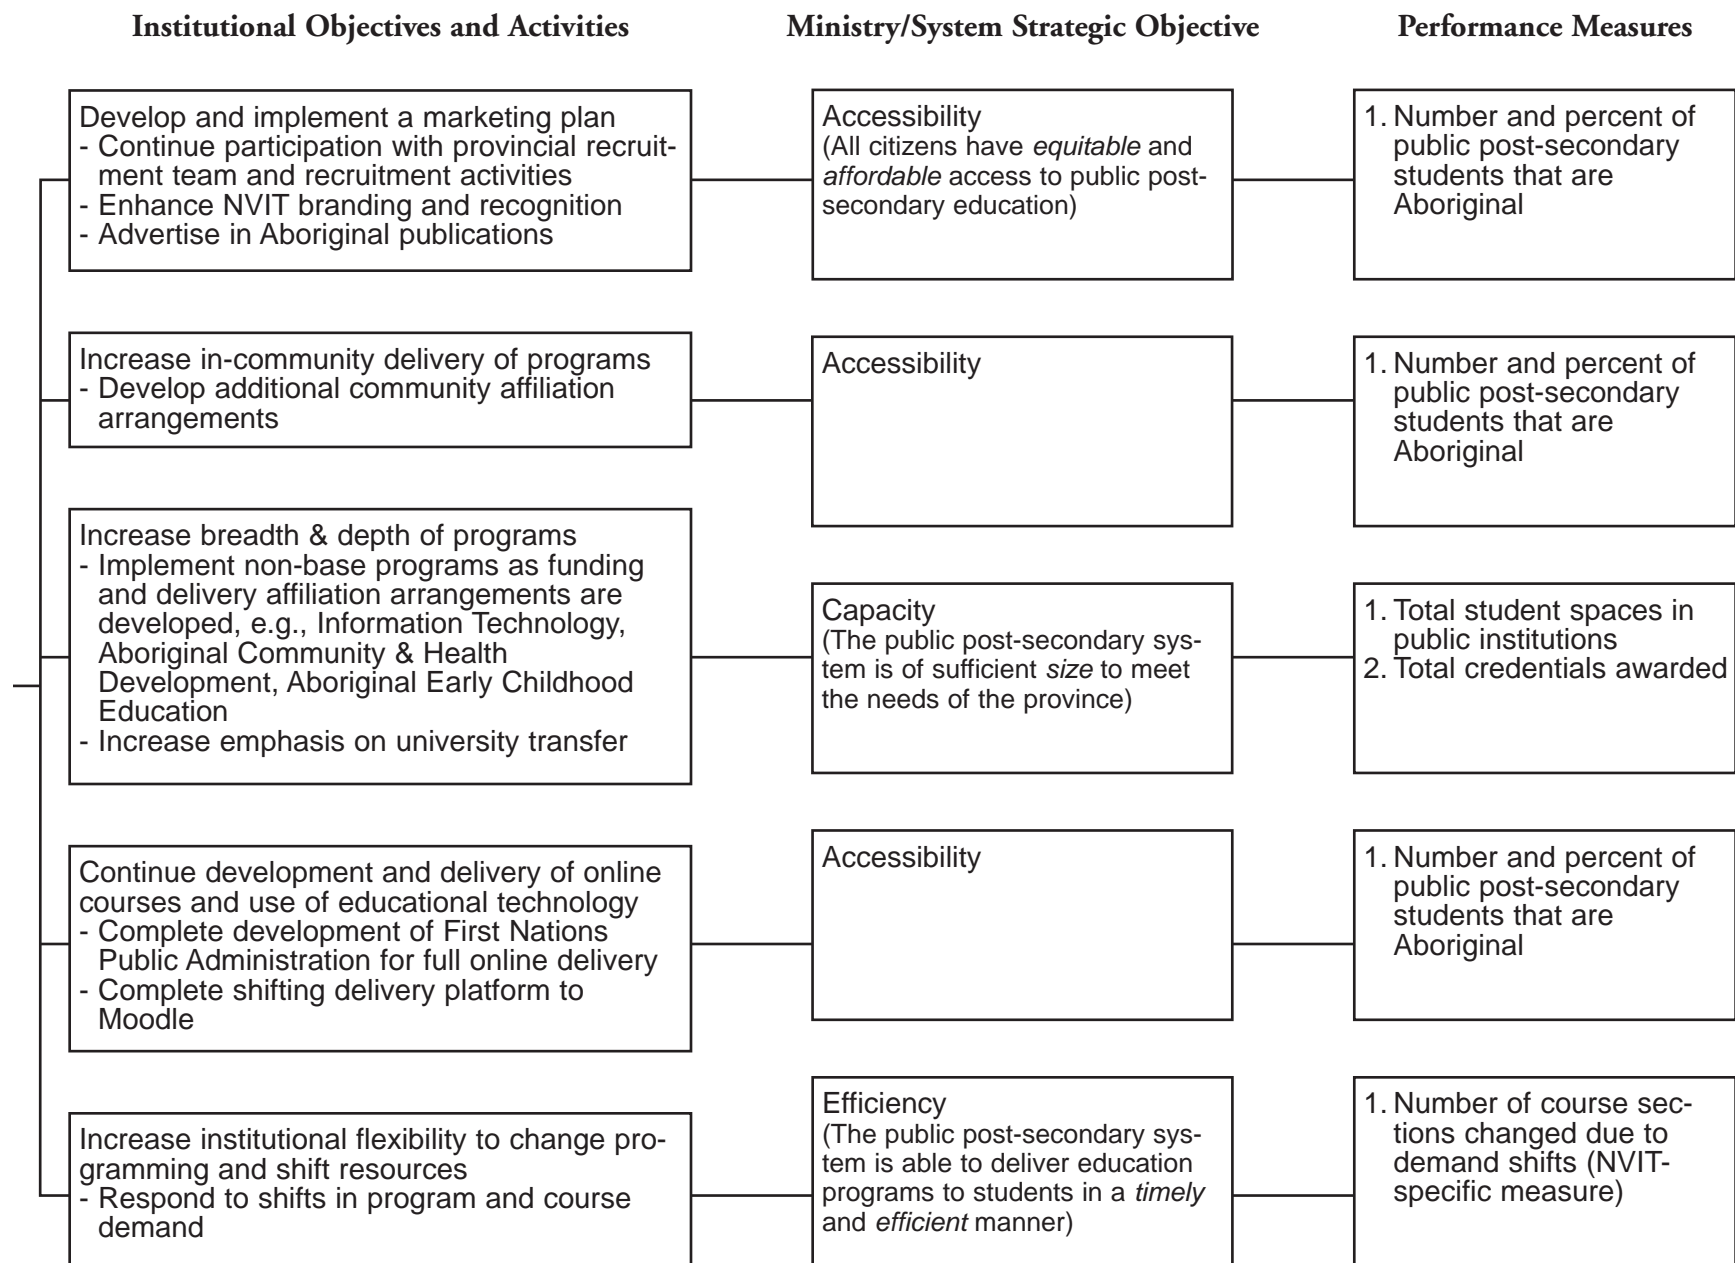 Institutional Objectives and Activities
Ministry/System Strategic Objective
Performance Measures
Develop and implement a marketing plan
- Continue participation with provincial recruit-
ment team and recruitment activities
- Enhance NVIT branding and recognition
- Advertise in Aboriginal publications
Accessibility
(All citizens have equitable and
affordable access to public post-
secondary education)
1. Number and percent of
public post-secondary
students that are
Aboriginal
Increase in-community delivery of programs
- Develop additional community affiliation
arrangements
Accessibility
1. Number and percent of
public post-secondary
students that are
Aboriginal
Increase breadth & depth of programs
- Implement non-base programs as funding
and delivery affiliation arrangements are
developed, e.g., Information Technology,
Aboriginal Community & Health
Development, Aboriginal Early Childhood
Education
- Increase emphasis on university transfer
Capacity
(The public post-secondary sys-
tem is of sufficient size to meet
the needs of the province)
1. Total student spaces in
public institutions
2. Total credentials awarded
Continue development and delivery of online
courses and use of educational technology
- Complete development of First Nations
Public Administration for full online delivery
- Complete shifting delivery platform to
Moodle
Accessibility
1. Number and percent of
public post-secondary
students that are
Aboriginal
Increase institutional flexibility to change pro-
gramming and shift resources
- Respond to shifts in program and course
demand
Efficiency
(The public post-secondary sys-
tem is able to deliver education
programs to students in a timely
and efficient manner)
1. Number of course sec-
tions changed due to
demand shifts (NVIT-
specific measure)